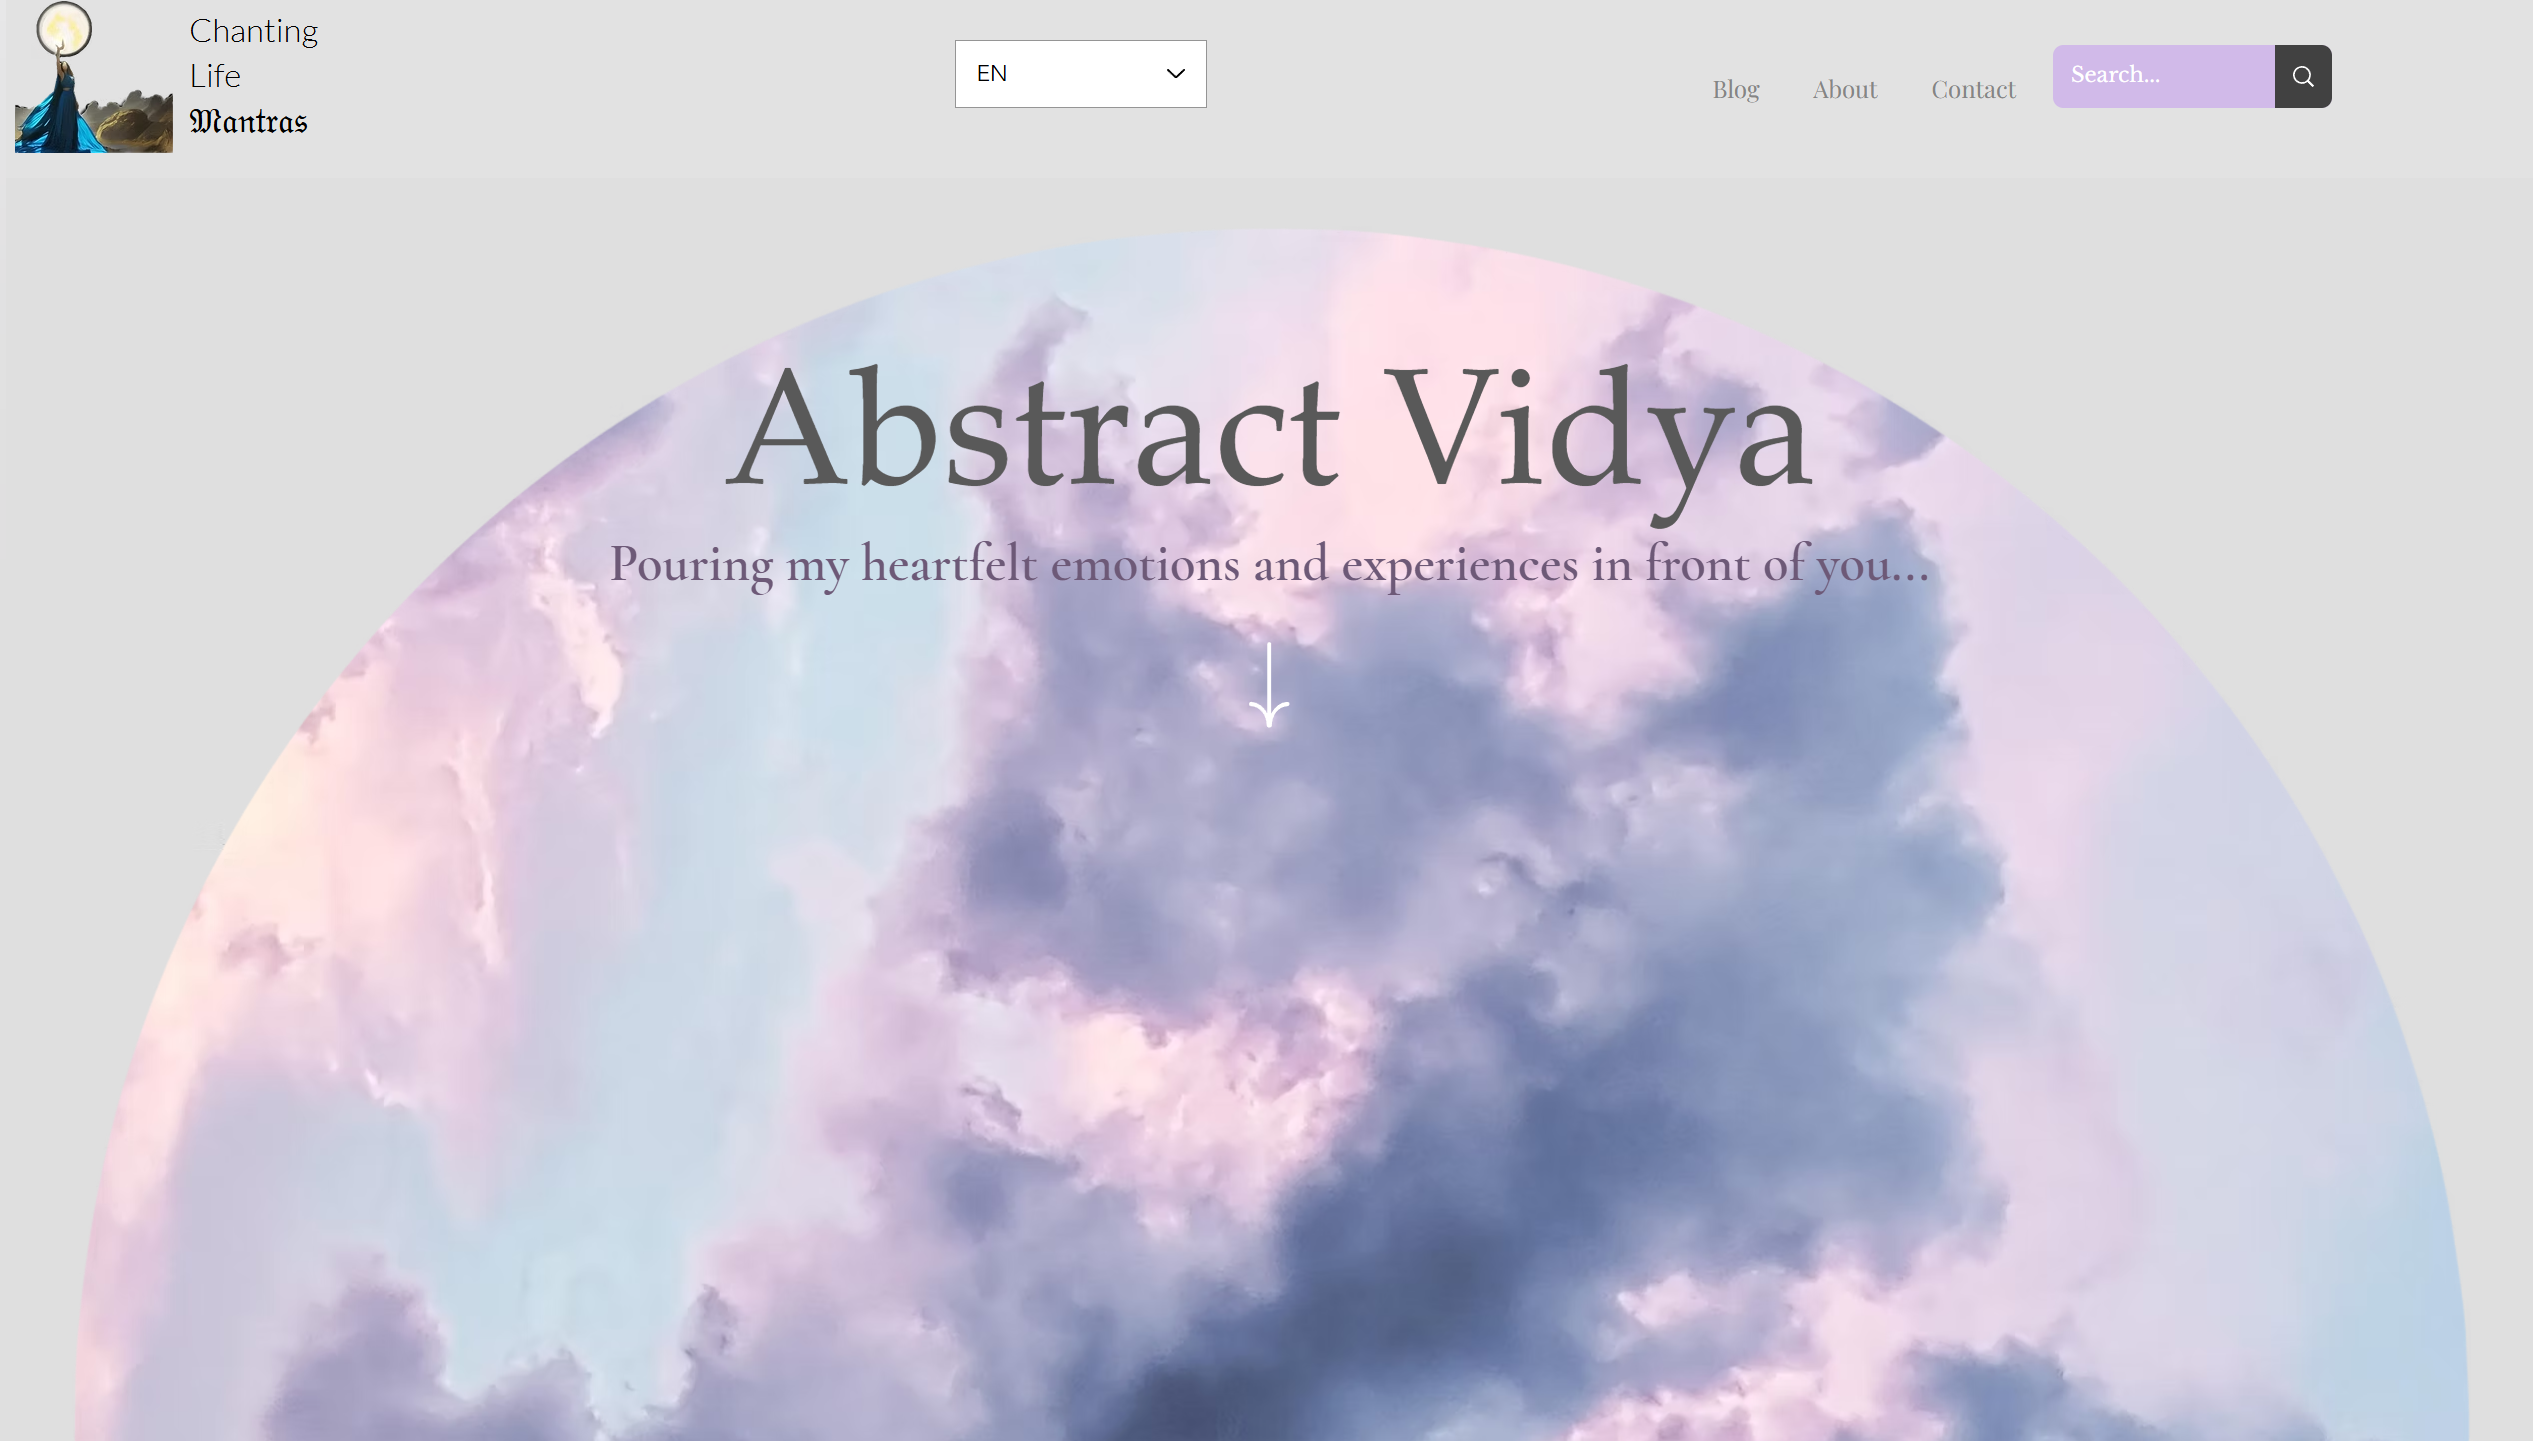 Chanting
Life
Mantras
EN
Blog
About
Contact
Search...
Abstract Vidya
Pouring my heartfelt emotions and experiences in front of you...